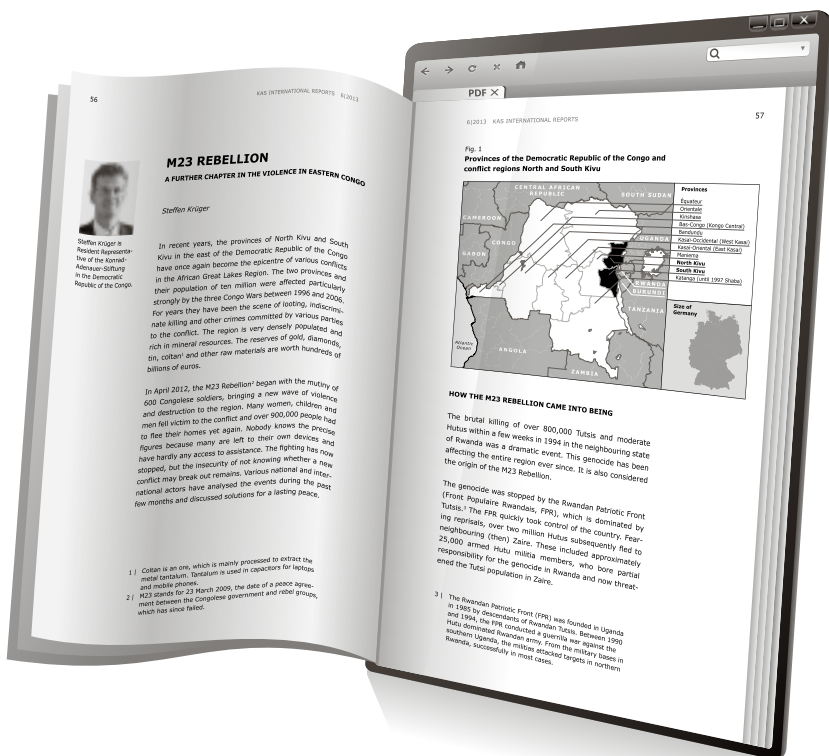 56
KAS INTERNATIONAL REPORTS 6|2013
M23 REBELLION
A FURTHER CHAPTER IN THE VIOLENCE IN EASTERN CONGO
Steffen Krüger
Steffen Krüger is
Resident Representa-
tive of the Konrad-
Adenauer-Stiftung
in the Democratic
Republic of the Congo.
In recent years, the provinces of North Kivu and South
Kivu in the east of the Democratic Republic of the Congo
have once again become the epicentre of various conflicts
in the African Great Lakes Region. The two provinces and
their population of ten million were affected particularly
strongly by the three Congo Wars between 1996 and 2006.
For years they have been the scene of looting, indiscrimi-
nate killing and other crimes committed by various parties
to the conflict. The region is very densely populated and
rich in mineral resources. The reserves of gold, diamonds,
tin, coltan¹ and other raw materials are worth hundreds of
billions of euros.
In April 2012, the M23 Rebellion² began with the mutiny of
600 Congolese soldiers, bringing a new wave of violence
and destruction to the region. Many women, children and
men fell victim to the conflict and over 900,000 people had
to flee their homes yet again. Nobody knows the precise
figures because many are left to their own devices and
have hardly any access to assistance. The fighting has now
stopped, but the insecurity of not knowing whether a new
conflict may break out remains. Various national and inter-
national actors have analysed the events during the past
few months and discussed solutions for a lasting peace.
1 | Coltan is an ore, which is mainly processed to extract the
metal tantalum. Tantalum is used in capacitors for laptops
and mobile phones.
2 | M23 stands for 23 March 2009, the date of a peace agree-
ment between the Congolese government and rebel groups,
which has since failed.
PDF
6|2013 KAS INTERNATIONAL REPORTS
57
Fig. 1
Provinces of the Democratic Republic of the Congo and
conflict regions North and South Kivu
CENTRAL AFRICAN
REPUBLIC
SOUTH SUDAN
CAMEROON
CONGO
GABON
UGANDA
RWANDA
BURUNDI
TANZANIA
Atlantic
Ocean
ANGOLA
ZAMBIA
Provinces
Équateur
Orientale
Kinshase
Bas-Congo (Kongo Central)
Bandundu
Kasai-Occidental (West Kasai)
Kasai-Oriental (East Kasai)
Maniema
North Kivu
South Kivu
Katanga (until 1997 Shaba)
Size of
Germany
HOW THE M23 REBELLION CAME INTO BEING
The brutal killing of over 800,000 Tutsis and moderate
Hutus within a few weeks in 1994 in the neighbouring state
of Rwanda was a dramatic event. This genocide has been
affecting the entire region ever since. It is also considered
the origin of the M23 Rebellion.
The genocide was stopped by the Rwandan Patriotic Front
(Front Populaire Rwandais, FPR), which is dominated by
Tutsis.³ The FPR quickly took control of the country. Fear-
ing reprisals, over two million Hutus subsequently fled to
neighbouring (then) Zaire. These included approximately
25,000 armed Hutu militia members, who bore partial
responsibility for the genocide in Rwanda and now threat-
ened the Tutsi population in Zaire.
3 | The Rwandan Patriotic Front (FPR) was founded in Uganda
in 1985 by descendants of Rwandan Tutsis. Between 1990
and 1994, the FPR conducted a guerrilla war against the
Hutu dominated Rwandan army. From the military bases in
southern Uganda, the militias attacked targets in northern
Rwanda, successfully in most cases.